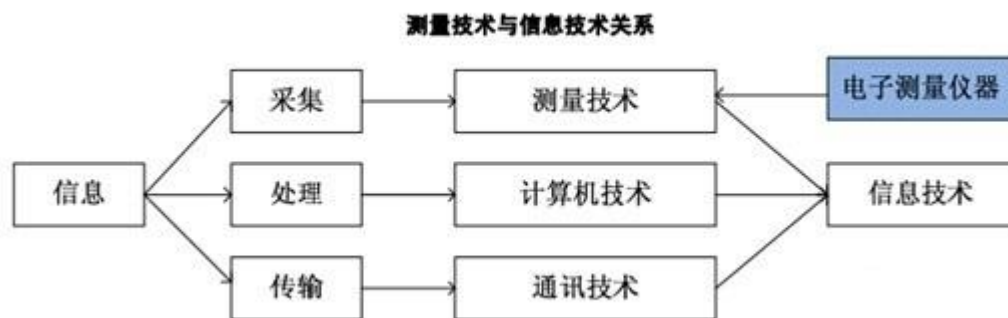 测量技术与信息技术关系
采集
测量技术
电子测量仪器
信息
处理
计算机技术
信息技术
传输
通讯技术